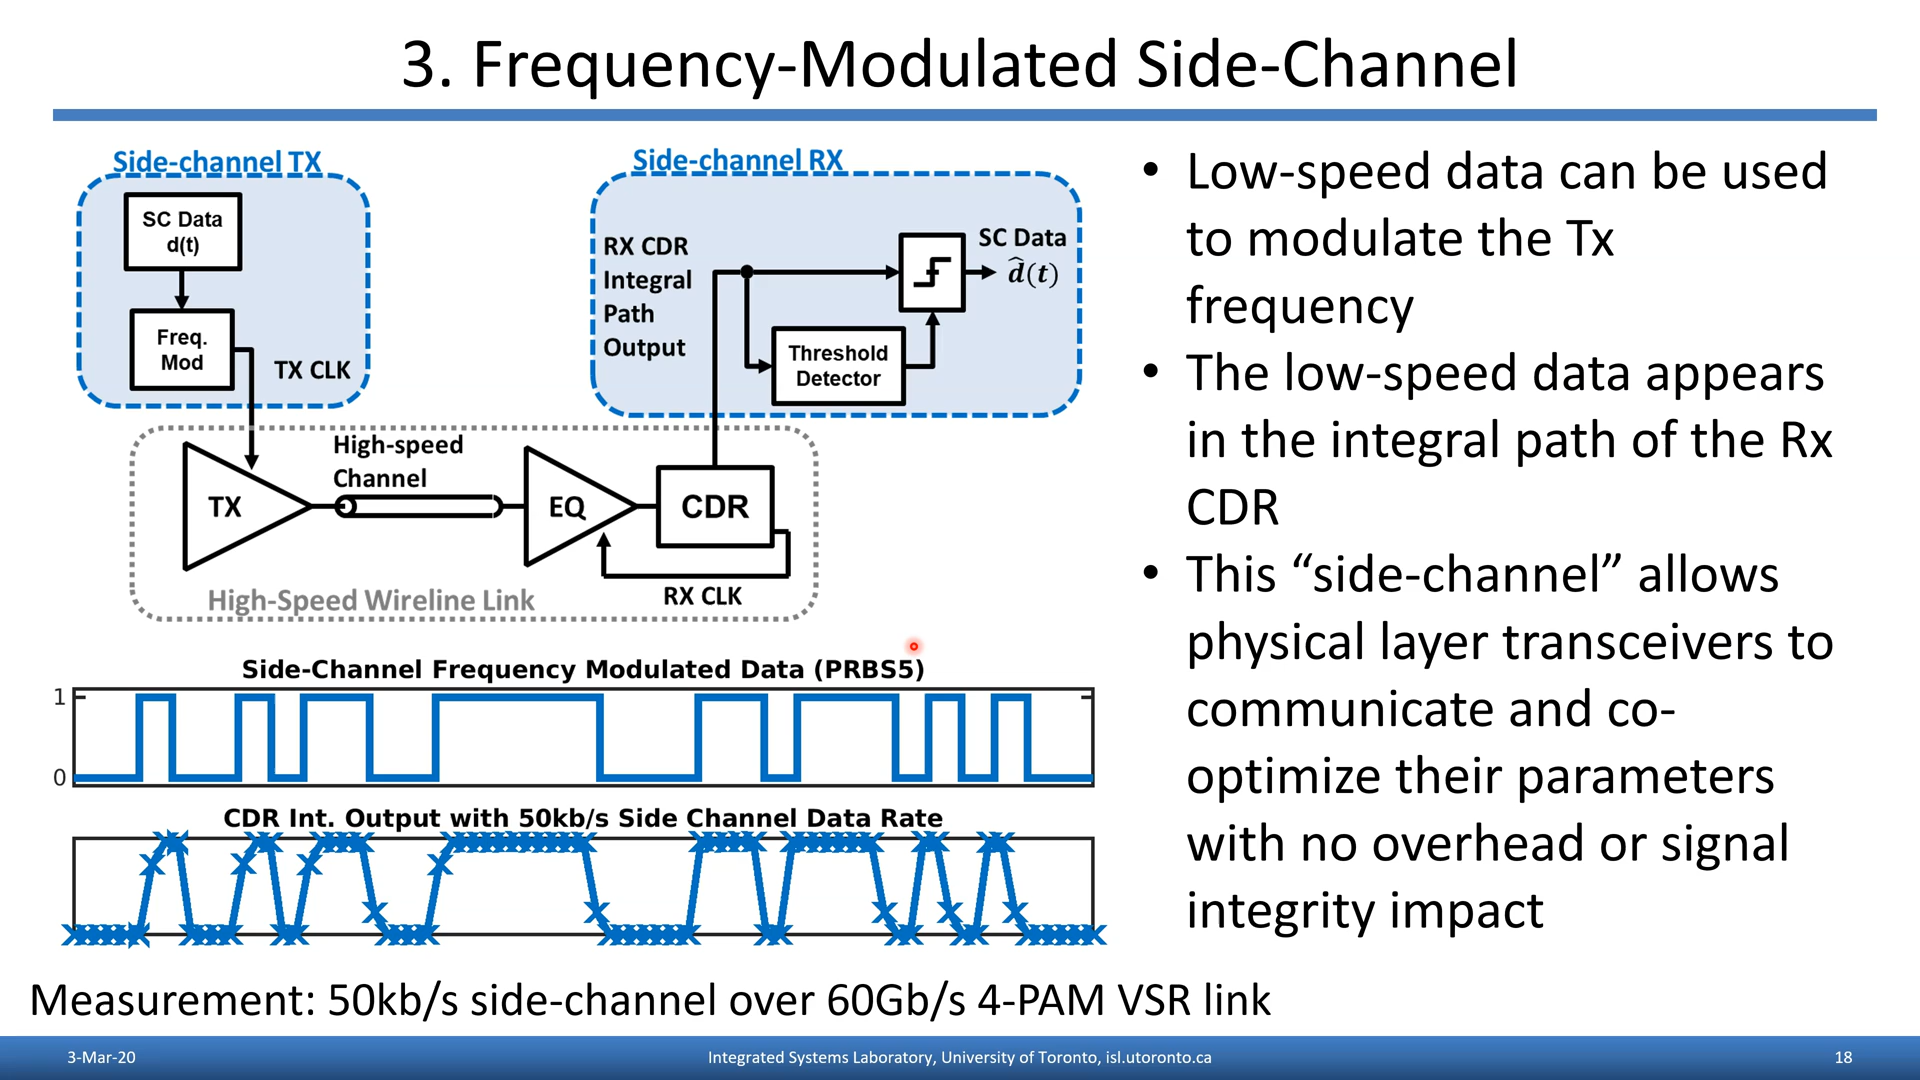 3. Frequency-Modulated Side-Channel
Side-channel TX
SC Data
d(t)
Freq.
Mod
TX CLK
Side-channel RX
RX CDR
Integral
Path
Output
Threshold
Detector
SC Data
d̂(t)
High-speed
Channel
TX
EQ
CDR
RX CLK
High-Speed Wireline Link
Side-Channel Frequency Modulated Data (PRBS5)
1
0
CDR Int. Output with 50kb/s Side Channel Data Rate
• Low-speed data can be used
to modulate the Tx
frequency
• The low-speed data appears
in the integral path of the Rx
CDR
• This “side-channel” allows
physical layer transceivers to
communicate and co-
optimize their parameters
with no overhead or signal
integrity impact
Measurement: 50kb/s side-channel over 60Gb/s 4-PAM VSR link
3-Mar-20
Integrated Systems Laboratory, University of Toronto, isl.utoronto.ca
18